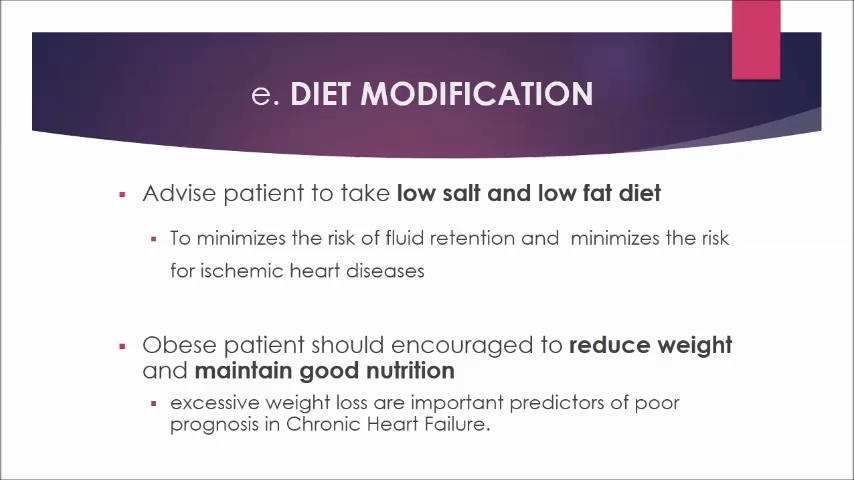 e. DIET MODIFICATION
▪ Advise patient to take low salt and low fat diet
▪ To minimizes the risk of fluid retention and minimizes the risk
for ischemic heart diseases
▪ Obese patient should encouraged to reduce weight
and maintain good nutrition
▪ excessive weight loss are important predictors of poor
prognosis in Chronic Heart Failure.